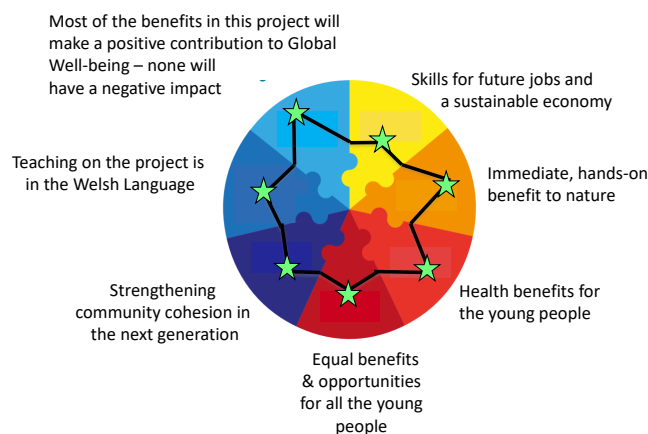 Most of the benefits in this project will
make a positive contribution to Global
Well-being – none will
have a negative impact
Skills for future jobs and
a sustainable economy
Immediate, hands-on
benefit to nature
Health benefits for
the young people
Equal benefits
& opportunities
for all the young
people
Strengthening
community cohesion in
the next generation
Teaching on the project is
in the Welsh Language